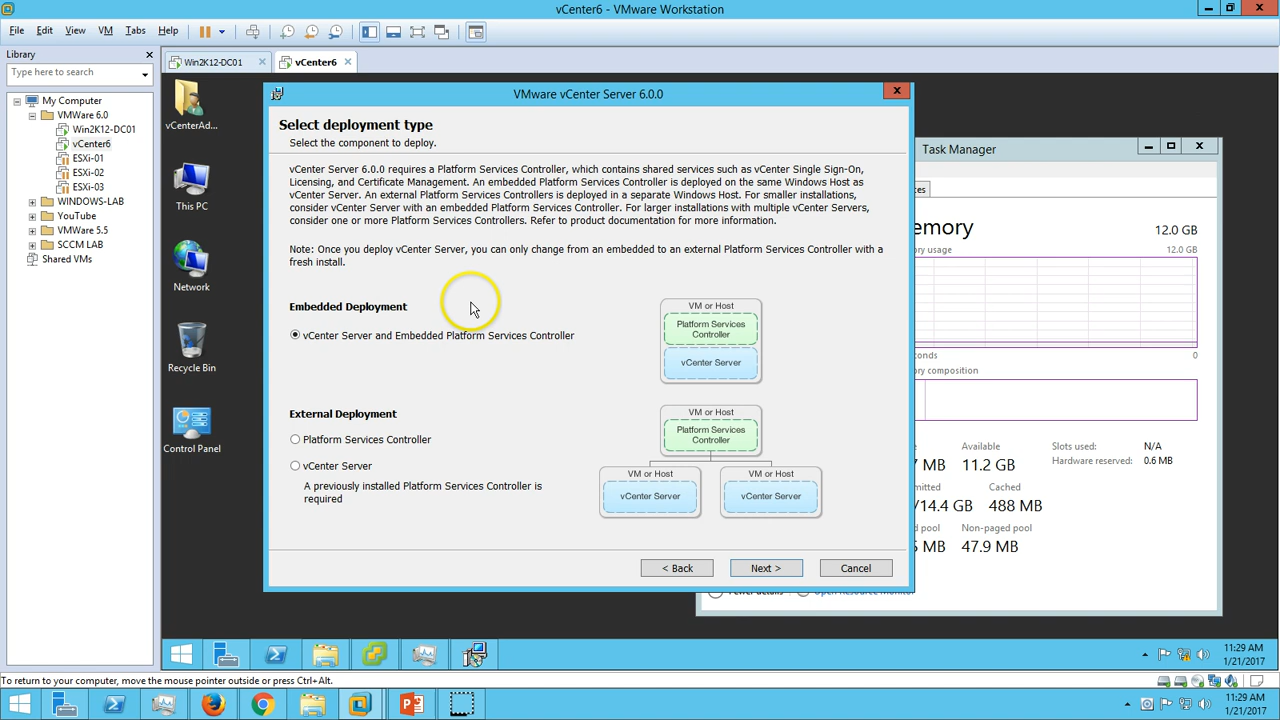 vCenter6 - VMware Workstation
File Edit View VM Tabs Help
Library
Type here to search
My Computer
VMWare 6.0
Win2K12-DC01
vCenter6
ESXi-01
ESXi-02
ESXi-03
WINDOWS-LAB
YouTube
VMWare 5.5
SCCM LAB
Shared VMs
Win2K12-DC01
vCenter6
vCenterAd...
This PC
Network
Recycle Bin
Control Panel
VMware vCenter Server 6.0.0
Select deployment type
Select the component to deploy.
vCenter Server 6.0.0 requires a Platform Services Controller, which contains shared services such as vCenter Single Sign-On,
Licensing, and Certificate Management. An embedded Platform Services Controller is deployed on the same Windows Host as
vCenter Server. An external Platform Services Controllers is deployed in a separate Windows Host. For smaller installations,
consider vCenter Server with an embedded Platform Services Controller. For larger installations with multiple vCenter Servers,
consider one or more Platform Services Controllers. Refer to product documentation for more information.
Note: Once you deploy vCenter Server, you can only change from an embedded to an external Platform Services Controller with a
fresh install.
Embedded Deployment
vCenter Server and Embedded Platform Services Controller
VM or Host
Platform Services
Controller
vCenter Server
External Deployment
Platform Services Controller
vCenter Server
A previously installed Platform Services Controller is
required
VM or Host
Platform Services
Controller
VM or Host
VM or Host
vCenter Server
vCenter Server
< Back
Next >
Cancel
Task Manager
emory
12.0 GB
ory usage
12.0 GB
conds
0
ry composition
Available
Slots used:
N/A
7 MB
11.2 GB
Hardware reserved:
0.6 MB
mitted
Cached
/14.4 GB
488 MB
d pool
Non-paged pool
MB
47.9 MB
11:29 AM
1/21/2017
To return to your computer, move the mouse pointer outside or press Ctrl+Alt.
11:29 AM
1/21/2017